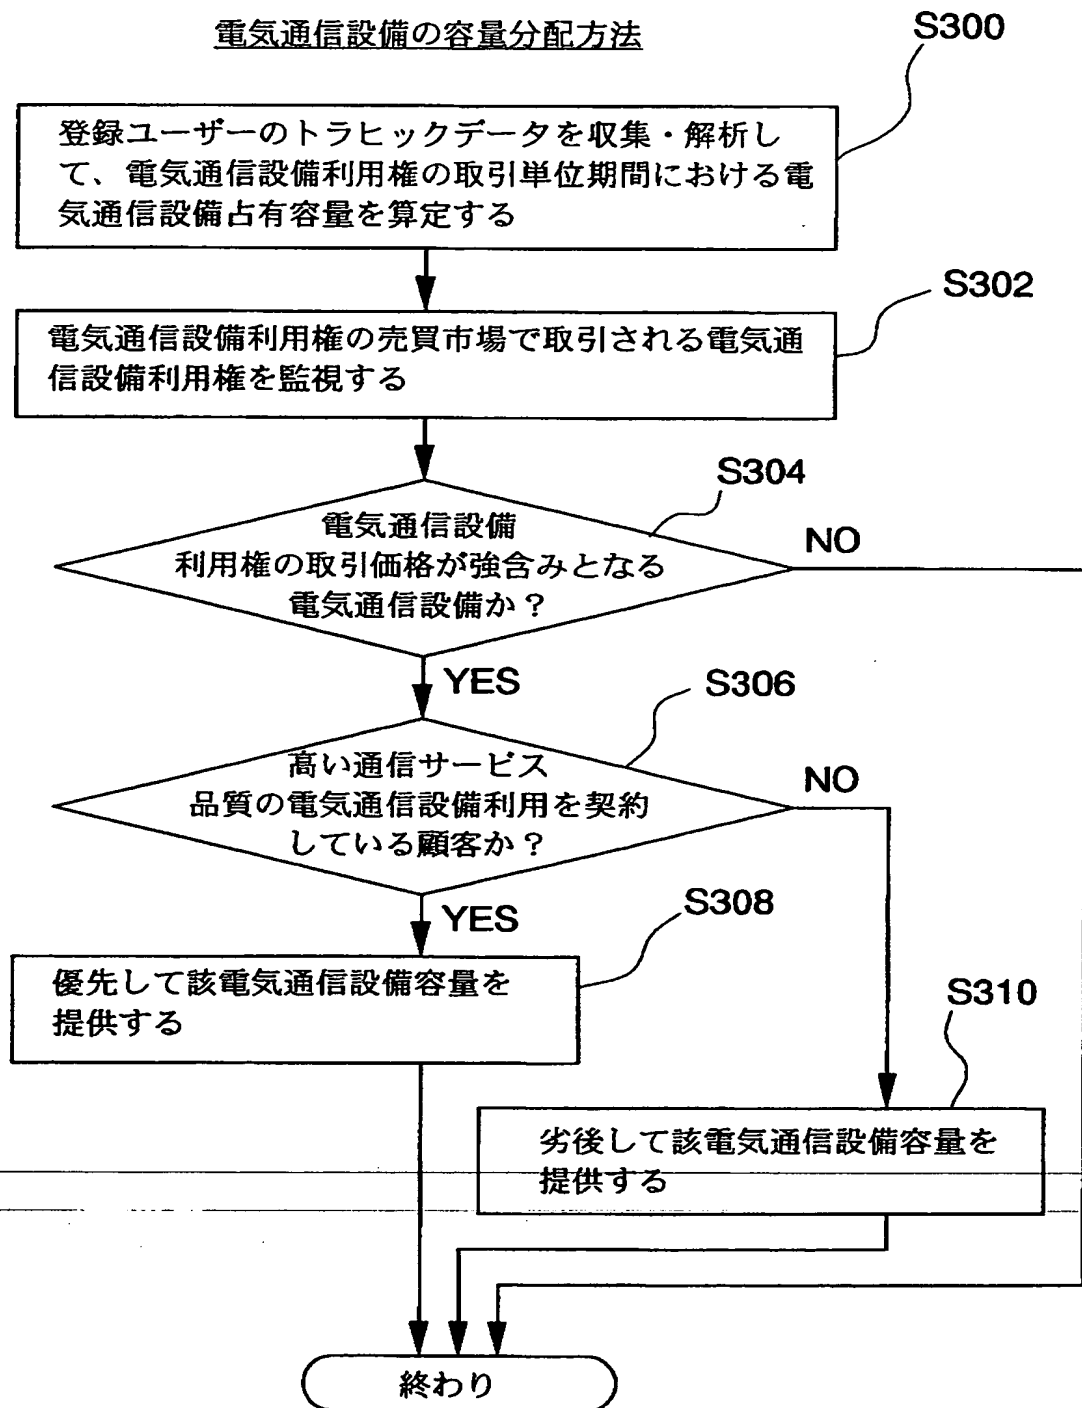 電気通信設備の容量分配方法
S300
登録ユーザーのトラヒックデータを収集・解析し
て、電気通信設備利用権の取引単位期間における電
気通信設備占有容量を算定する
S302
電気通信設備利用権の売買市場で取引される電気通
信設備利用権を監視する
S304
電気通信設備
利用権の取引価格が強含みとなる
電気通信設備か？
NO
YES
S306
高い通信サービス
品質の電気通信設備利用を契約
している顧客か？
NO
YES
S308
優先して該電気通信設備容量を
提供する
S310
劣後して該電気通信設備容量を
提供する
終わり